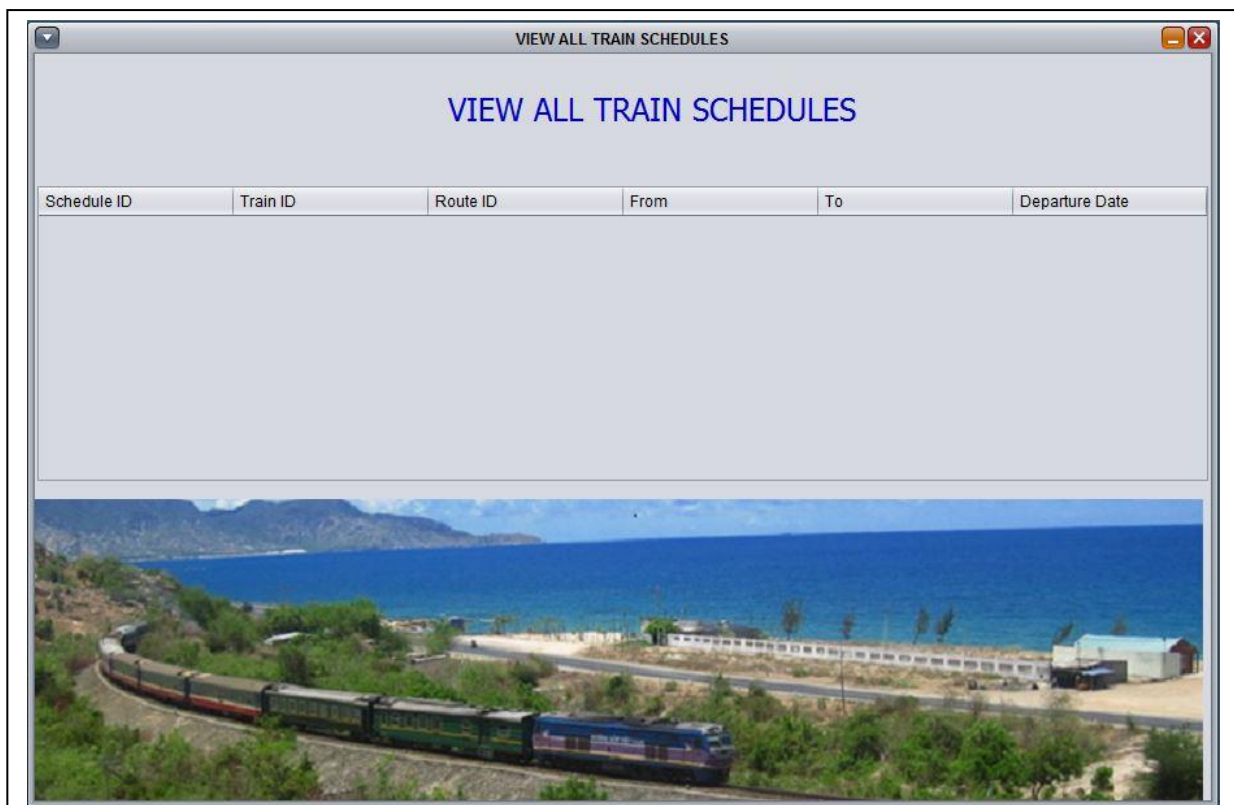 VIEW ALL TRAIN SCHEDULES
VIEW ALL TRAIN SCHEDULES
Schedule ID Train ID Route ID From To Departure Date